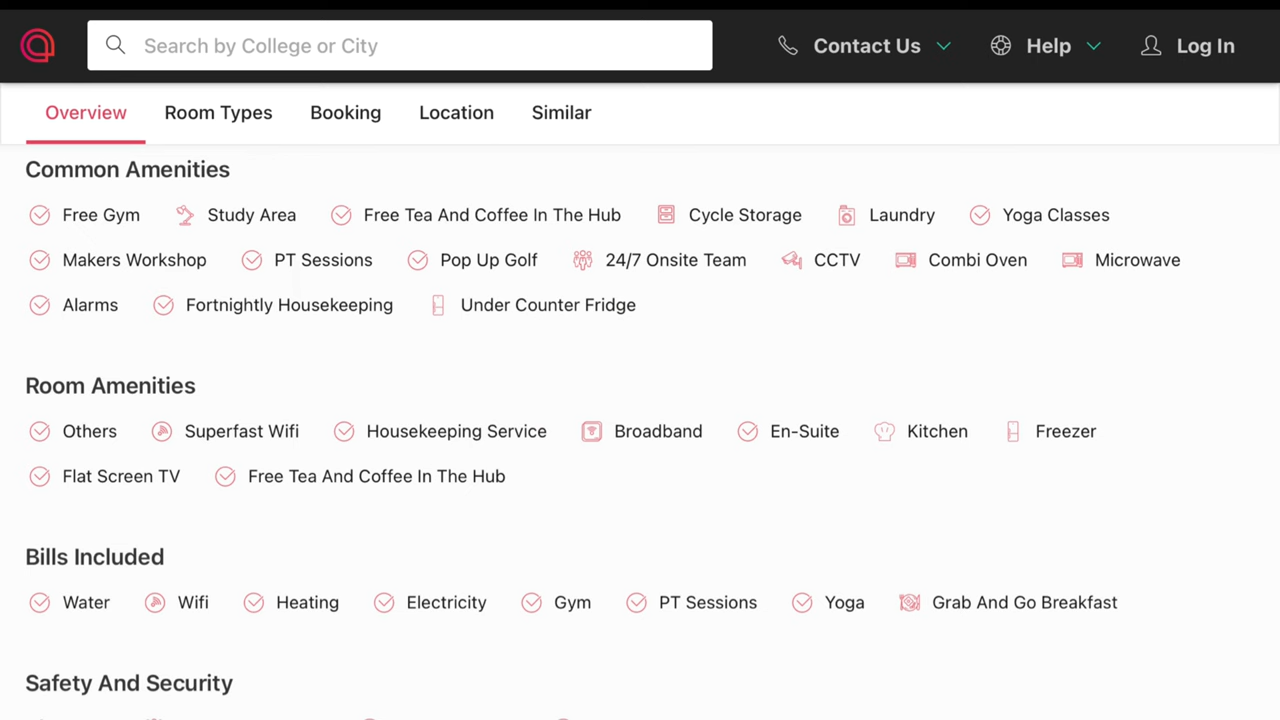 Search by College or City Contact Us Help Log In
Overview Room Types Booking Location Similar
Common Amenities
Free Gym Study Area Free Tea And Coffee In The Hub Cycle Storage Laundry Yoga Classes
Makers Workshop PT Sessions Pop Up Golf 24/7 Onsite Team CCTV Combi Oven Microwave
Alarms Fortnightly Housekeeping Under Counter Fridge
Room Amenities
Others Superfast Wifi Housekeeping Service Broadband En-Suite Kitchen Freezer
Flat Screen TV Free Tea And Coffee In The Hub
Bills Included
Water Wifi Heating Electricity Gym PT Sessions Yoga Grab And Go Breakfast
Safety And Security